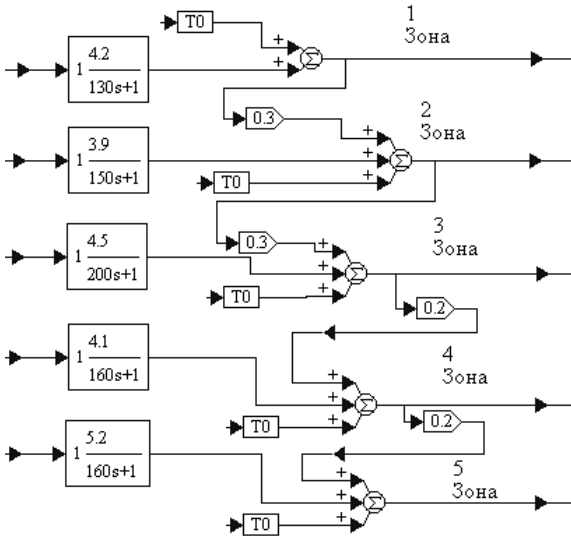 T0
1
Зона
4.2
1
130s+1
+
+
Σ
0.3
2
Зона
3.9
1
150s+1
+
+
+
Σ
T0
4.5
1
200s+1
0.3
3
Зона
+
+
+
Σ
T0
0.2
4.1
1
160s+1
4
Зона
+
+
+
Σ
T0
0.2
5.2
1
160s+1
5
Зона
+
+
+
Σ
T0